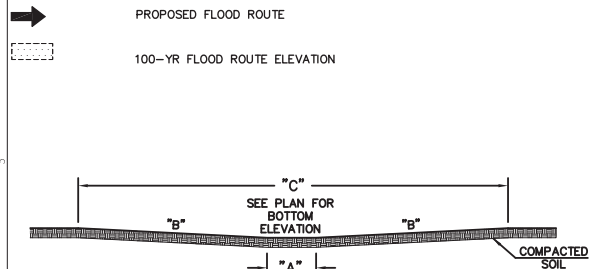 PROPOSED FLOOD ROUTE
100-YR FLOOD ROUTE ELEVATION
"C"
SEE PLAN FOR
BOTTOM
ELEVATION
"B"
"B"
COMPACTED
SOIL
"A"